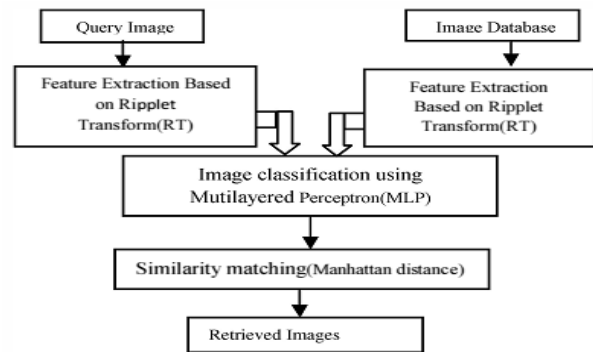 Query Image
Image Database
Feature Extraction Based
on Ripplet
Transform(RT)
Feature Extraction
Based on Ripplet
Transform(RT)
Image classification using
Mutilayered Perceptron(MLP)
Similarity matching(Manhattan distance)
Retrieved Images